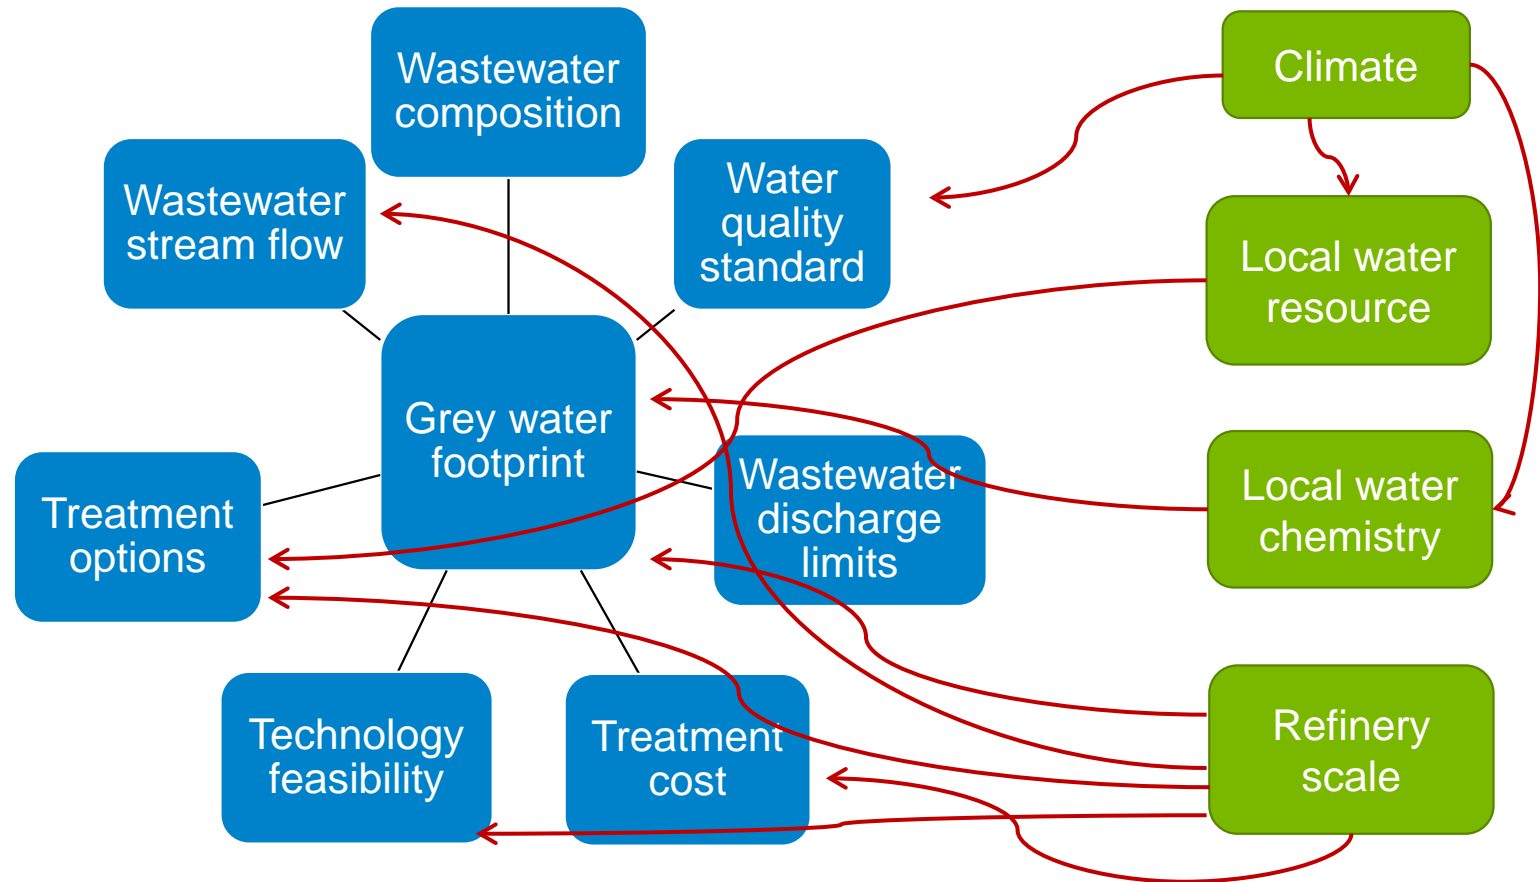 Wastewater
composition
Climate
Water
quality
standard
Wastewater
stream flow
Local water
resource
Grey water
footprint
Wastewater
discharge
limits
Local water
chemistry
Treatment
options
Technology
feasibility
Treatment
cost
Refinery
scale